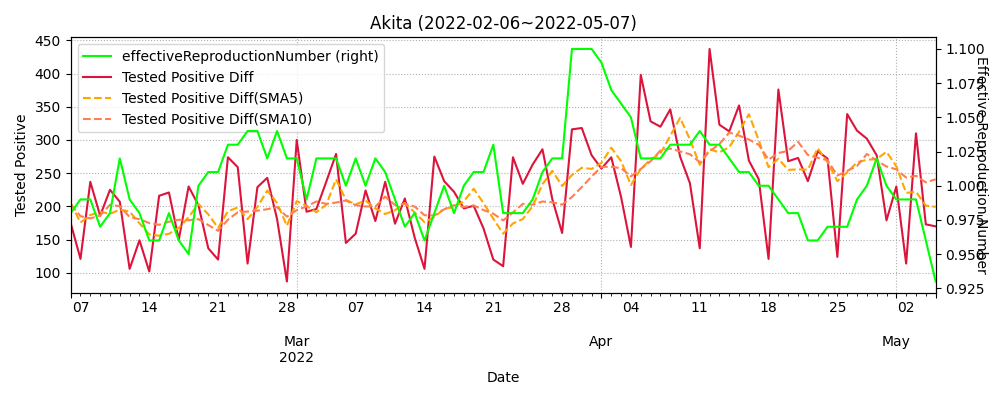 Akita (2022-02-06~2022-05-07)
effectiveReproductionNumber (right)
Tested Positive Diff
Tested Positive Diff(SMA5)
Tested Positive Diff(SMA10)
Tested Positive
450
400
350
300
250
200
150
100
1.100
1.075
1.050
1.025
1.000
0.975
0.950
0.925
Effective Reproduction Number
07 14 21 28 07 14 21 28 04 11 18 25 02
Mar Apr May
2022
Date